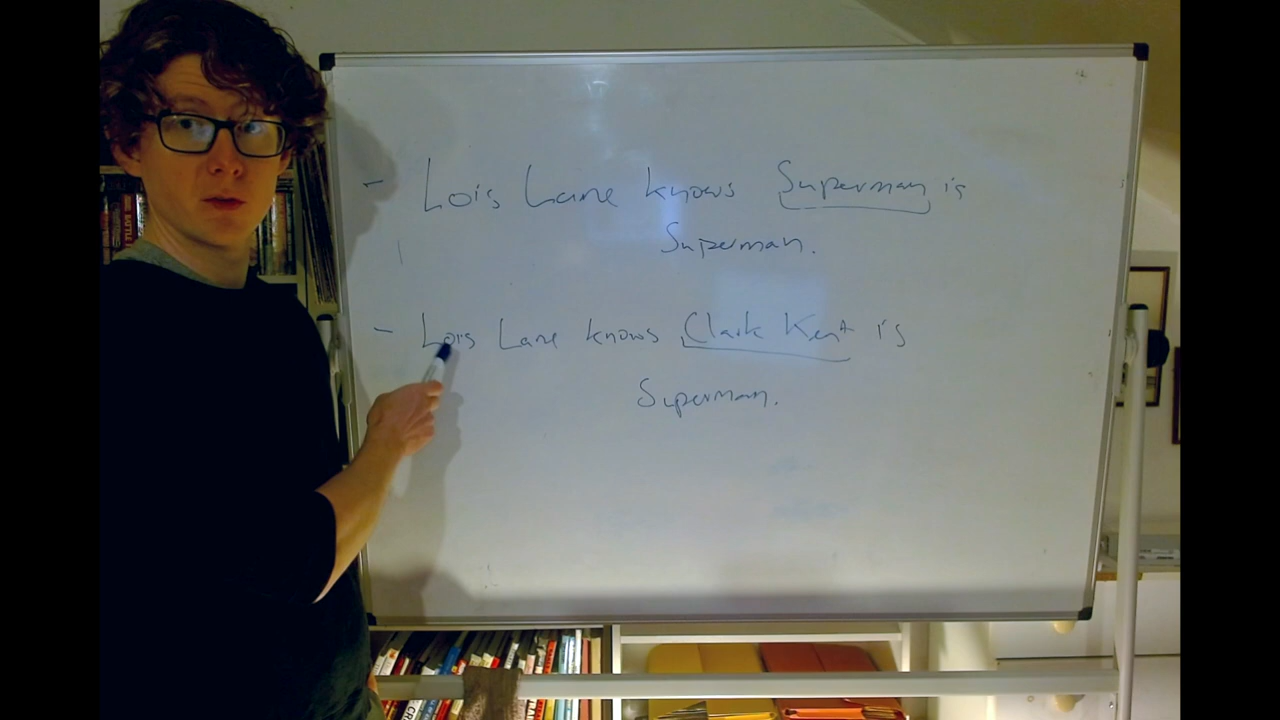 - Lois Lane knows Superman is
Superman.
- Lois Lane knows Clark Kent is
Superman.